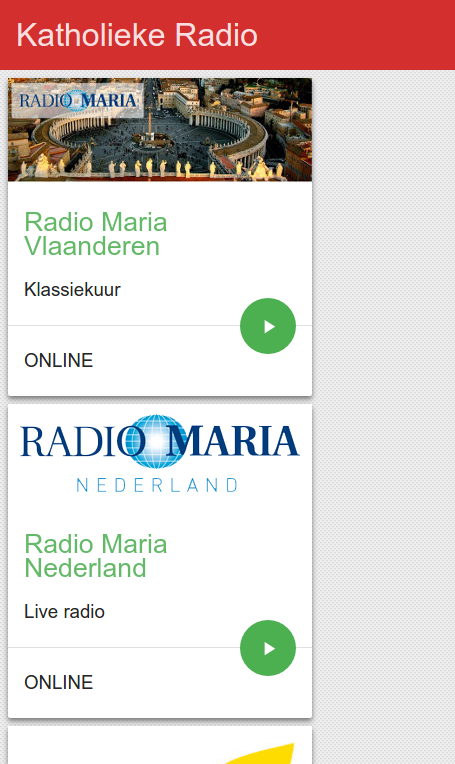 Katholieke Radio
RADIO MARIA
Radio Maria
Vlaanderen
Klassiekuur
ONLINE
RADIO MARIA
NEDERLAND
Radio Maria
Nederland
Live radio
ONLINE